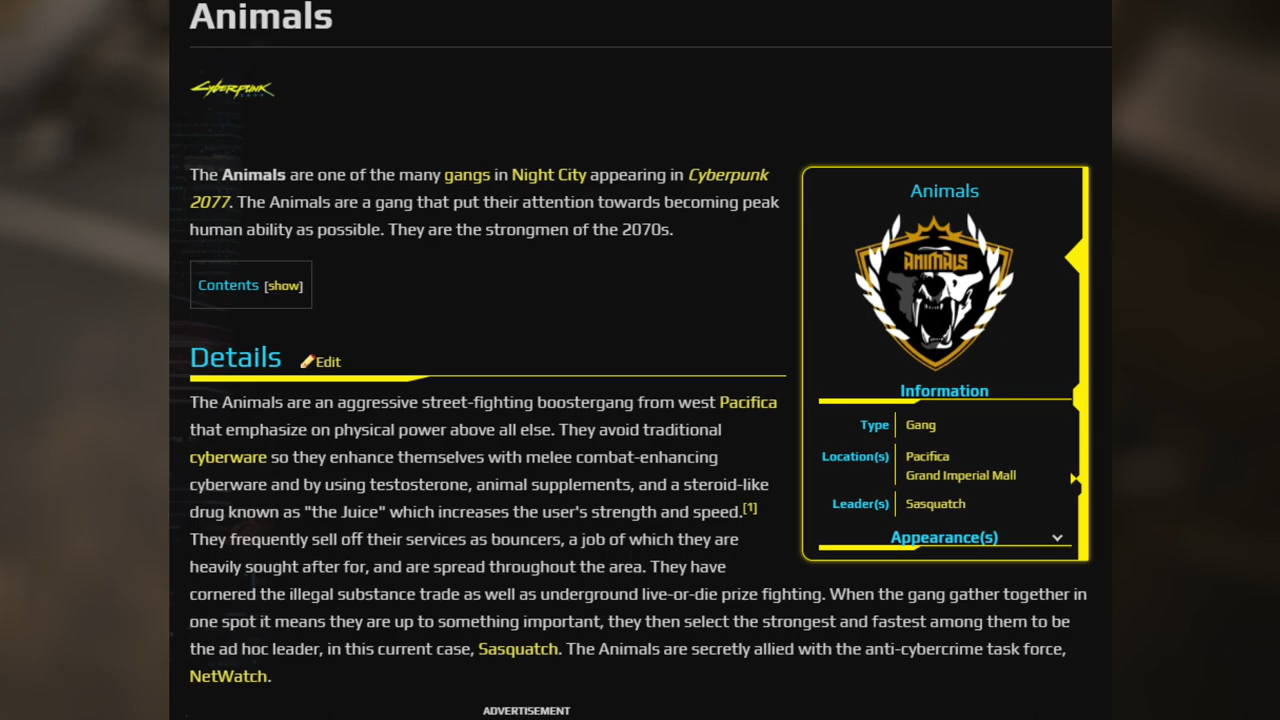 Animals
Cyberpunk
The Animals are one of the many gangs in Night City appearing in Cyberpunk
2077. The Animals are a gang that put their attention towards becoming peak
human ability as possible. They are the strongmen of the 2070s.
Contents [show]
Details Edit
The Animals are an aggressive street-fighting boostergang from west Pacifica
that emphasize on physical power above all else. They avoid traditional
cyberware so they enhance themselves with melee combat-enhancing
cyberware and by using testosterone, animal supplements, and a steroid-like
drug known as "the Juice" which increases the user's strength and speed.[1]
They frequently sell off their services as bouncers, a job of which they are
heavily sought after for, and are spread throughout the area. They have
cornered the illegal substance trade as well as underground live-or-die prize fighting. When the gang gather together in
one spot it means they are up to something important, they then select the strongest and fastest among them to be
the ad hoc leader, in this current case, Sasquatch. The Animals are secretly allied with the anti-cybercrime task force,
NetWatch.
Animals
ANIMALS
Information
Type Gang
Location(s) Pacifica
Grand Imperial Mall
Leader(s) Sasquatch
Appearance(s)
ADVERTISEMENT